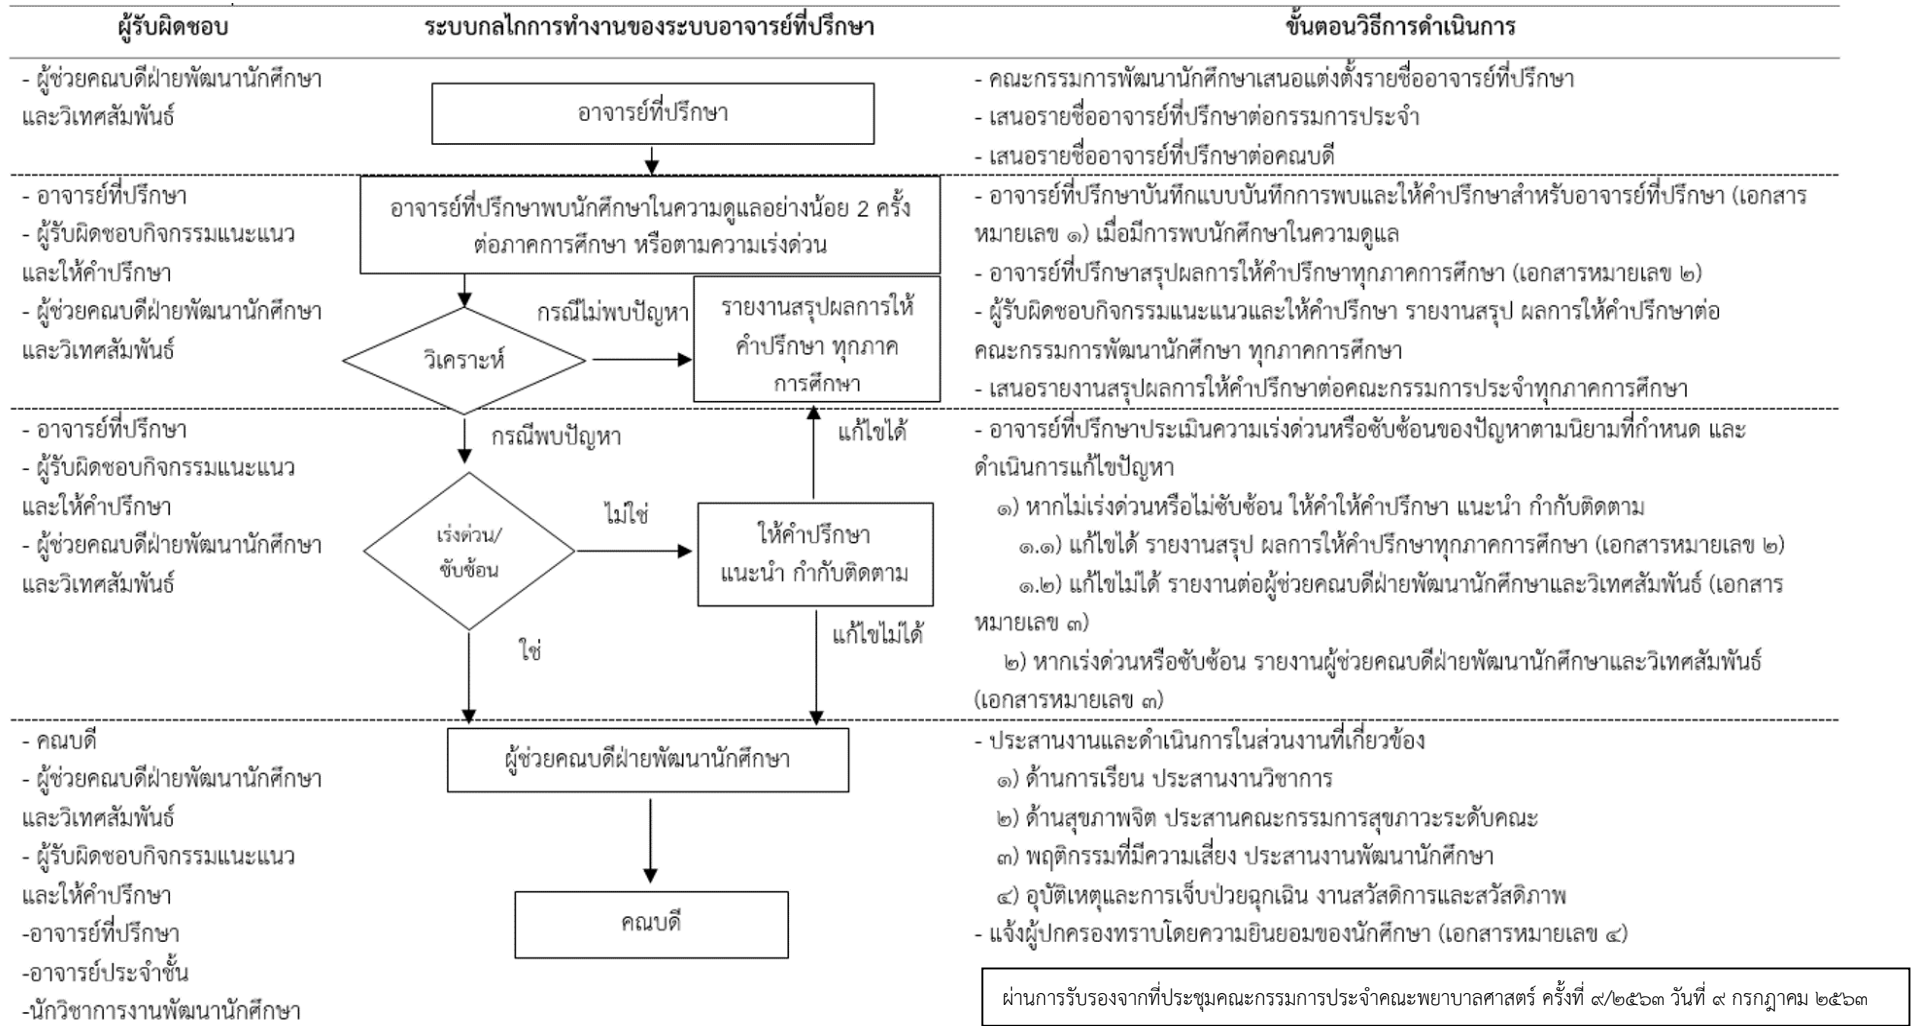 ผู้รับผิดชอบ
ระบบกลไกการทำงานของระบบอาจารย์ที่ปรึกษา
ขั้นตอนวิธีการดำเนินการ
- ผู้ช่วยคณบดีฝ่ายพัฒนานักศึกษา
และวิเทศสัมพันธ์
อาจารย์ที่ปรึกษา
- คณะกรรมการพัฒนานักศึกษาเสนอแต่งตั้งรายชื่ออาจารย์ที่ปรึกษา
- เสนอรายชื่ออาจารย์ที่ปรึกษาต่อกรรมการประจำ
- เสนอรายชื่ออาจารย์ที่ปรึกษาต่อคณบดี
- อาจารย์ที่ปรึกษา
- ผู้รับผิดชอบกิจกรรมแนะแนว
และให้คำปรึกษา
- ผู้ช่วยคณบดีฝ่ายพัฒนานักศึกษา
และวิเทศสัมพันธ์
อาจารย์ที่ปรึกษาพบนักศึกษาในความดูแลอย่างน้อย 2 ครั้ง
ต่อภาคการศึกษา หรือตามความเร่งด่วน
วิเคราะห์
กรณีไม่พบปัญหา
รายงานสรุปผลการให้
คำปรึกษา ทุกภาค
การศึกษา
- อาจารย์ที่ปรึกษาบันทึกแบบบันทึกการพบและให้คำปรึกษาสำหรับอาจารย์ที่ปรึกษา (เอกสาร
หมายเลข ๑) เมื่อมีการพบนักศึกษาในความดูแล
- อาจารย์ที่ปรึกษาสรุปผลการให้คำปรึกษาทุกภาคการศึกษา (เอกสารหมายเลข ๒)
- ผู้รับผิดชอบกิจกรรมแนะแนวและให้คำปรึกษา รายงานสรุป ผลการให้คำปรึกษาต่อ
คณะกรรมการพัฒนานักศึกษา ทุกภาคการศึกษา
- เสนอรายงานสรุปผลการให้คำปรึกษาต่อคณะกรรมการประจำทุกภาคการศึกษา
- อาจารย์ที่ปรึกษา
- ผู้รับผิดชอบกิจกรรมแนะแนว
และให้คำปรึกษา
- ผู้ช่วยคณบดีฝ่ายพัฒนานักศึกษา
และวิเทศสัมพันธ์
กรณีพบปัญหา
แก้ไขได้
เร่งด่วน/
ซับซ้อน
ไม่ใช่
ให้คำปรึกษา
แนะนำ กำกับติดตาม
ใช่
แก้ไขไม่ได้
- อาจารย์ที่ปรึกษาประเมินความเร่งด่วนหรือซับซ้อนของปัญหาตามนิยามที่กำหนด และ
ดำเนินการแก้ไขปัญหา
๑) หากไม่เร่งด่วนหรือไม่ซับซ้อน ให้คำให้คำปรึกษา แนะนำ กำกับติดตาม
๑.๑) แก้ไขได้ รายงานสรุป ผลการให้คำปรึกษาทุกภาคการศึกษา (เอกสารหมายเลข ๒)
๑.๒) แก้ไขไม่ได้ รายงานต่อผู้ช่วยคณบดีฝ่ายพัฒนานักศึกษาและวิเทศสัมพันธ์ (เอกสาร
หมายเลข ๓)
๒) หากเร่งด่วนหรือซับซ้อน รายงานผู้ช่วยคณบดีฝ่ายพัฒนานักศึกษาและวิเทศสัมพันธ์
(เอกสารหมายเลข ๓)
- คณบดี
- ผู้ช่วยคณบดีฝ่ายพัฒนานักศึกษา
และวิเทศสัมพันธ์
- ผู้รับผิดชอบกิจกรรมแนะแนว
และให้คำปรึกษา
-อาจารย์ที่ปรึกษา
-อาจารย์ประจำชั้น
-นักวิชาการงานพัฒนานักศึกษา
ผู้ช่วยคณบดีฝ่ายพัฒนานักศึกษา
คณบดี
- ประสานงานและดำเนินการในส่วนงานที่เกี่ยวข้อง
๑) ด้านการเรียน ประสานงานวิชาการ
๒) ด้านสุขภาพจิต ประสานคณะกรรมการสุขภาวะระดับคณะ
๓) พฤติกรรมที่มีความเสี่ยง ประสานงานพัฒนานักศึกษา
๔) อุบัติเหตุและการเจ็บป่วยฉุกเฉิน งานสวัสดิการและสวัสดิภาพ
- แจ้งผู้ปกครองทราบโดยความยินยอมของนักศึกษา (เอกสารหมายเลข ๔)
ผ่านการรับรองจากที่ประชุมคณะกรรมการประจำคณะพยาบาลศาสตร์ ครั้งที่ ๙/๒๕๖๓ วันที่ ๙ กรกฎาคม ๒๕๖๓